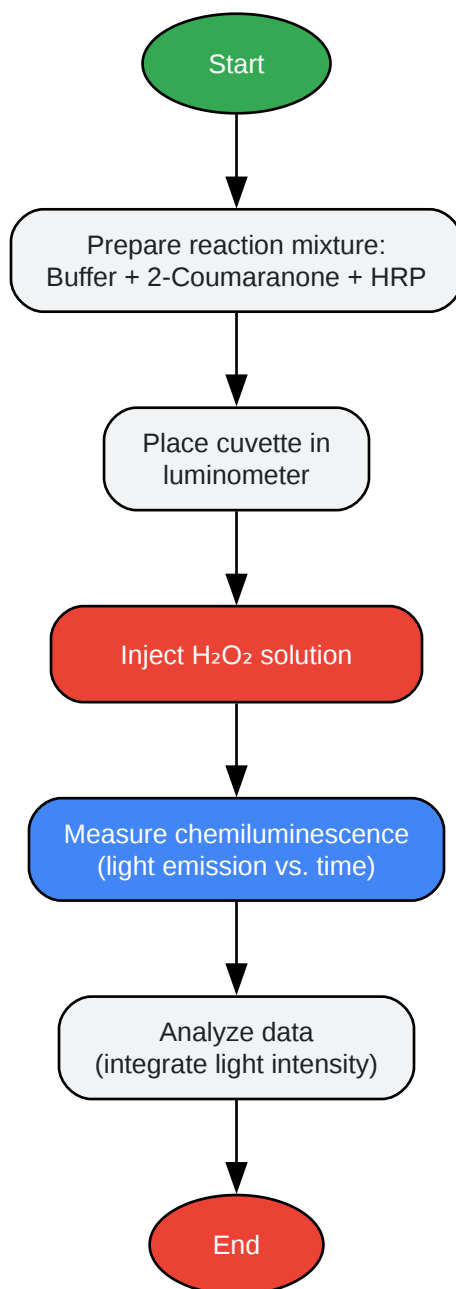 Start
Prepare reaction mixture:
Buffer + 2-Coumaranone + HRP
Place cuvette in
luminometer
Inject H₂O₂ solution
Measure chemiluminescence
(light emission vs. time)
Analyze data
(integrate light intensity)
End